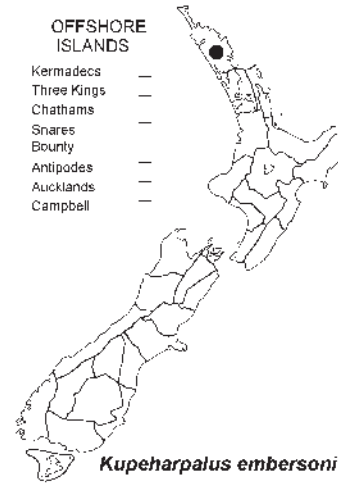 OFFSHORE
ISLANDS
Kermadecs —
Three Kings —
Chathams —
Snares
Bounty
Antipodes —
Aucklands —
Campbell —
Kupeharpalus embersoni